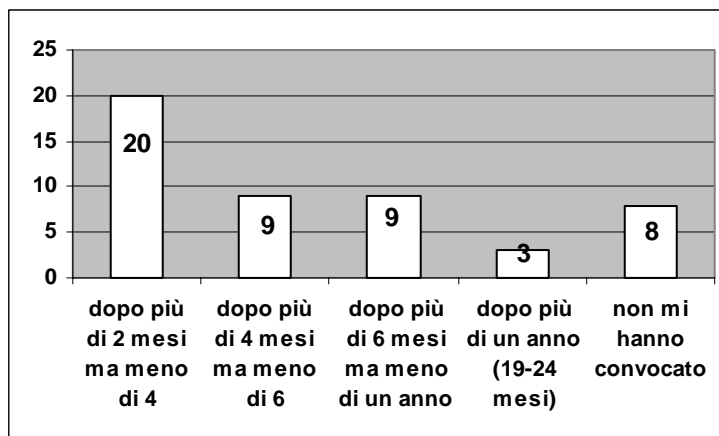 25
20
15
10
5
0
20
9
9
3
8
dopo più
di 2 mesi
ma meno
di 4
dopo più
di 4 mesi
ma meno
di 6
dopo più
di 6 mesi
ma meno
di un anno
dopo più
di un anno
(19-24
mesi)
non mi
hanno
convocato